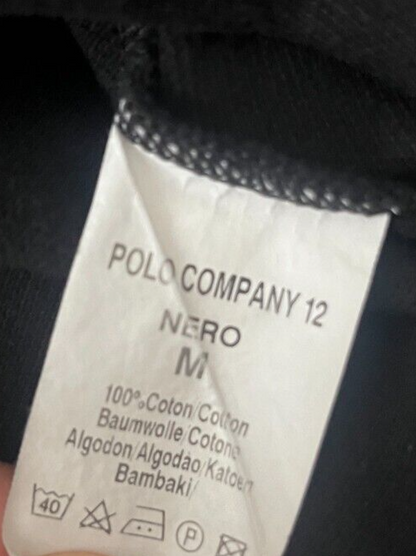 POLO COMPANY 12
NERO
M
100% Coton/Cotton
Baumwolle/Cotone
Algodon/Algodão/Katoen
Bambaki/
40
P